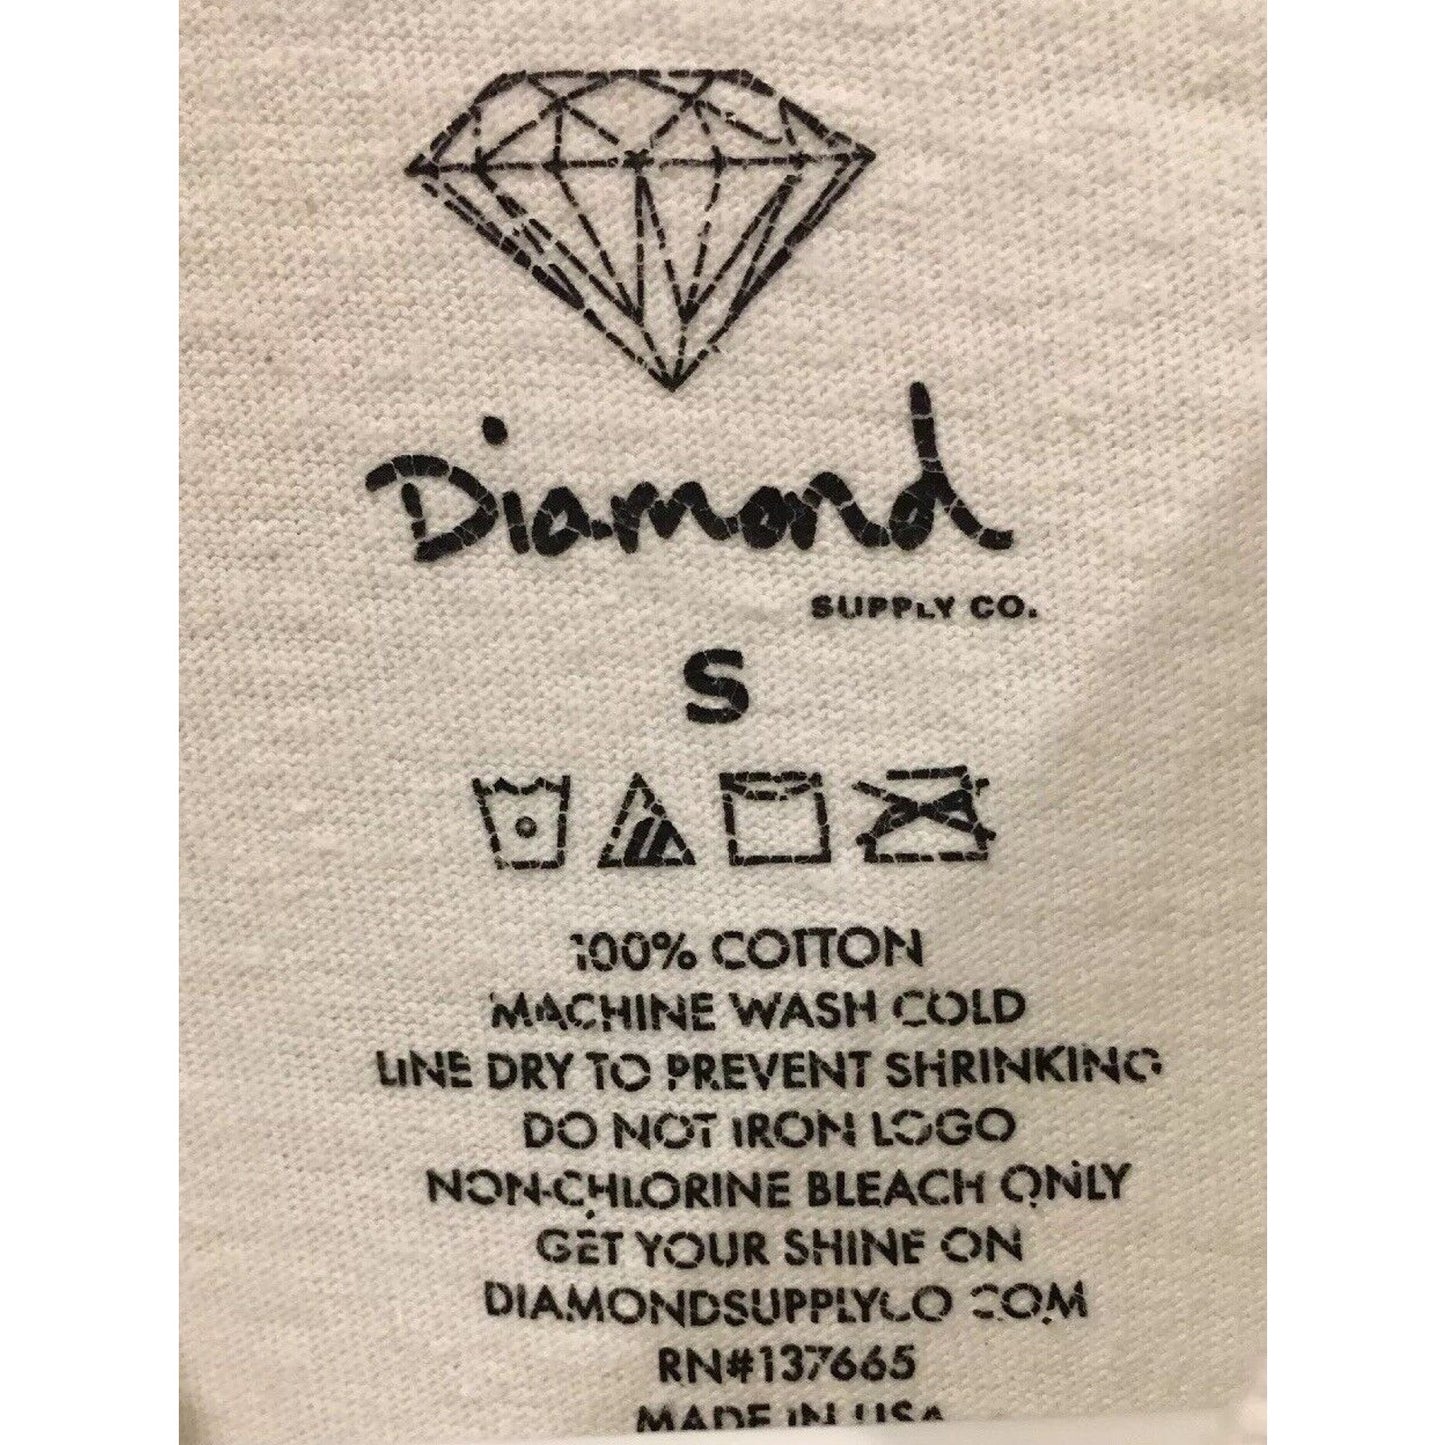 Diamond
SUPPLY CO.
S
100% COTTON
MACHINE WASH COLD
LINE DRY TO PREVENT SHRINKING
DO NOT IRON LOGO
NON-CHLORINE BLEACH ONLY
GET YOUR SHINE ON
DIAMONDSUPPLYCO.COM
RN#137665
MADE IN USA